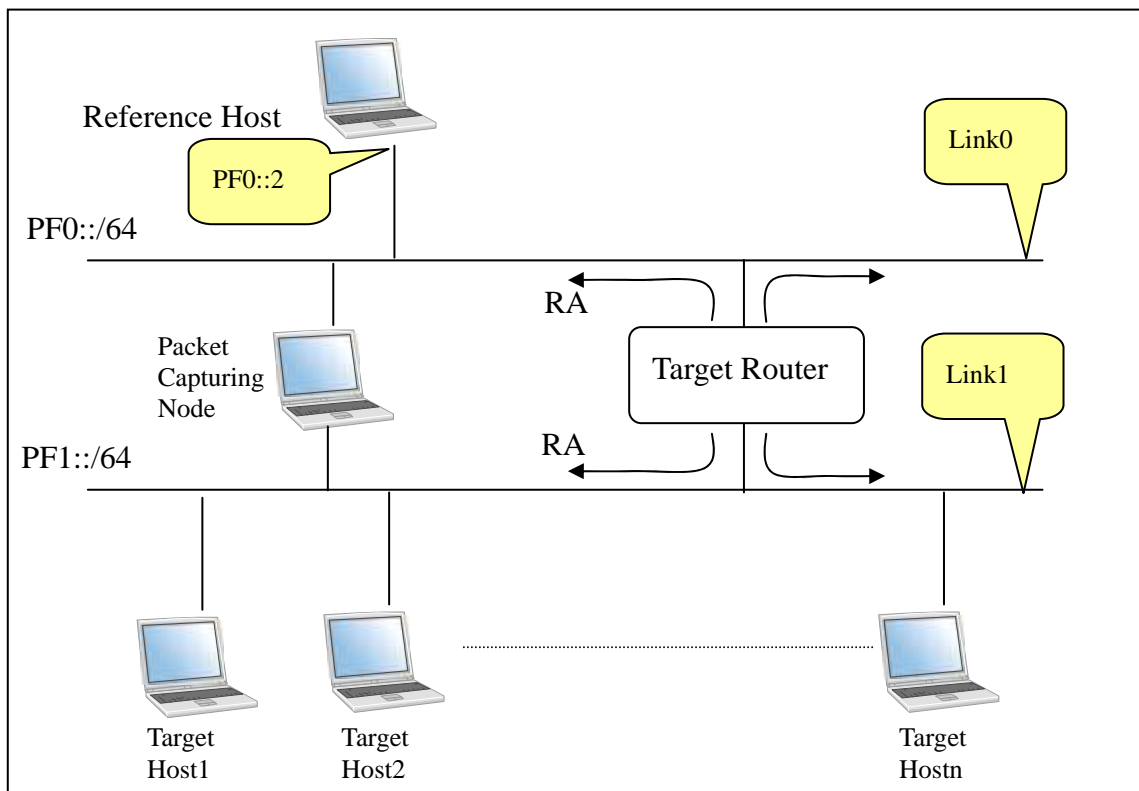 Reference Host
PF0::2
Link0
PF0::/64
RA
Packet
Capturing
Node
Target Router
Link1
RA
PF1::/64
Target
Host1
Target
Host2
Target
Hostn